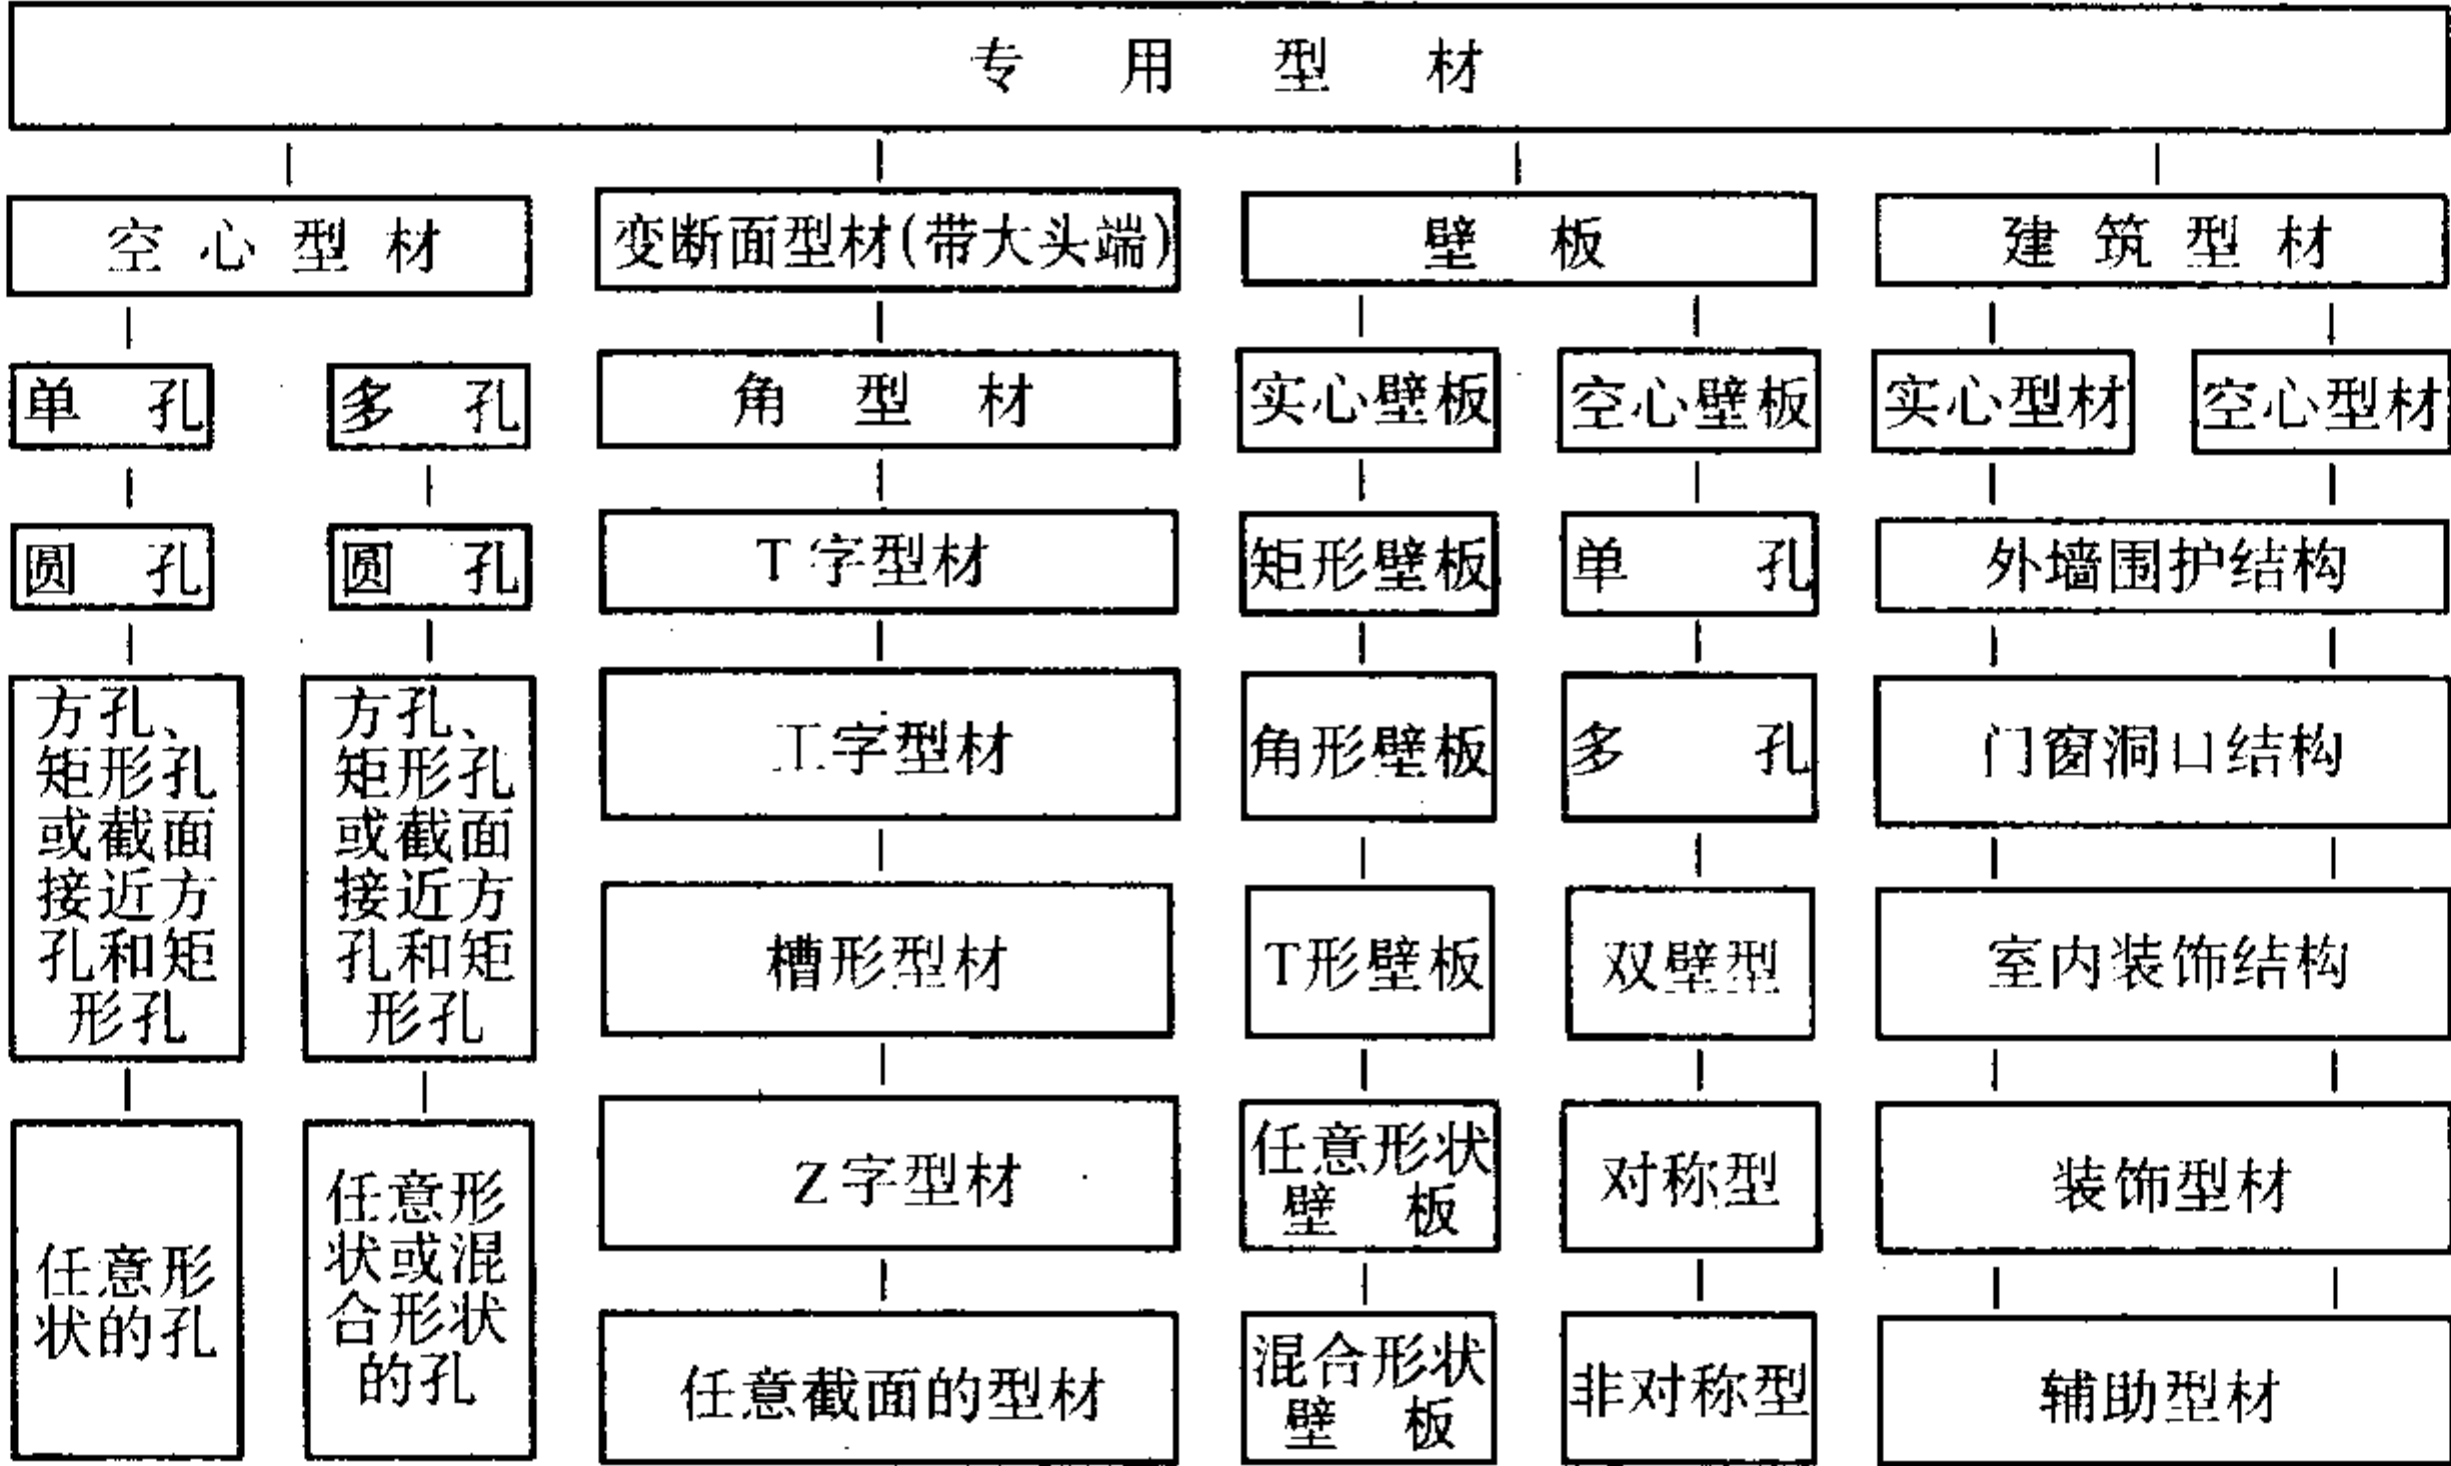 专用型材
空心型材
变断面型材(带大头端)
壁板
建筑型材
单孔
多孔
角型材
实心壁板
空心壁板
实心型材
空心型材
圆孔
圆孔
T字型材
矩形壁板
单孔
外墙围护结构
方孔、
矩形孔
或截面
接近方
孔和矩
形孔
方孔、
矩形孔
或截面
接近方
孔和矩
形孔
工字型材
角形壁板
多孔
门窗洞口结构
槽形型材
T形壁板
双壁型
室内装饰结构
任意形
状的孔
任意形
状或混
合形状
的孔
Z字型材
任意形状
壁板
对称型
装饰型材
任意截面的型材
混合形状
壁板
非对称型
辅助型材